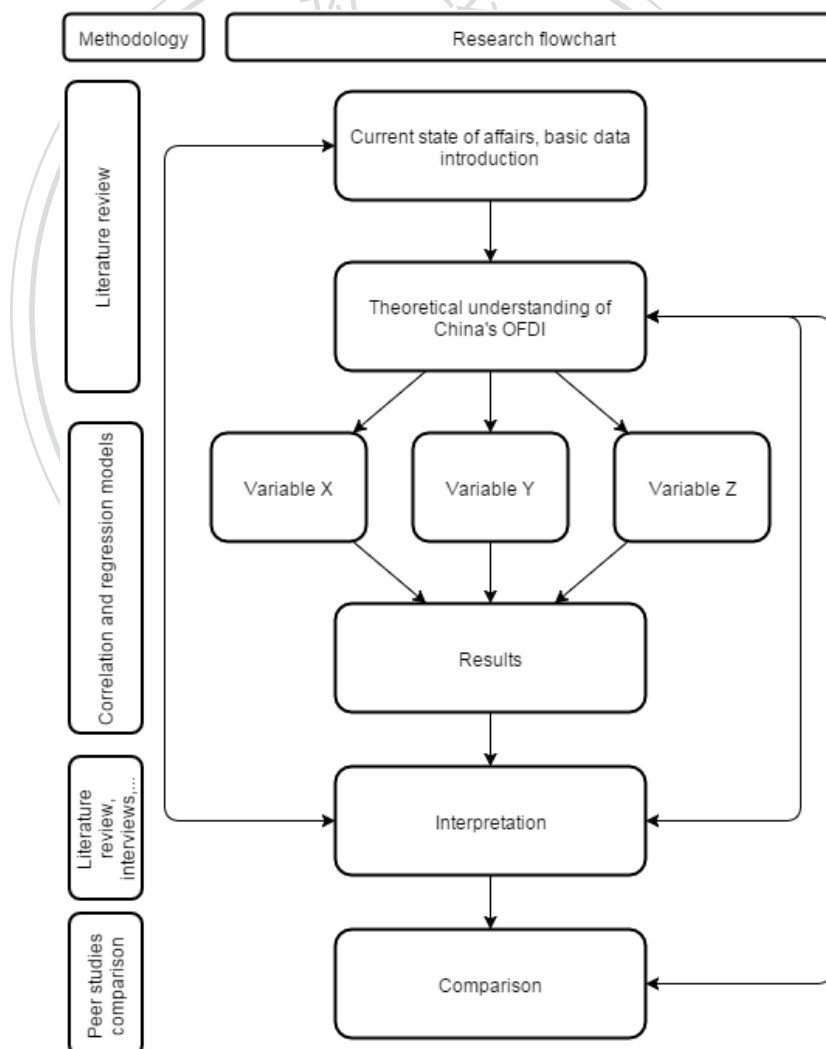 Methodology
Research flowchart
Literature review
Current state of affairs, basic data
introduction
Theoretical understanding of
China's OFDI
Correlation and regression models
Variable X
Variable Y
Variable Z
Results
Literature
review,
interviews,...
Interpretation
Peer studies
comparison
Comparison